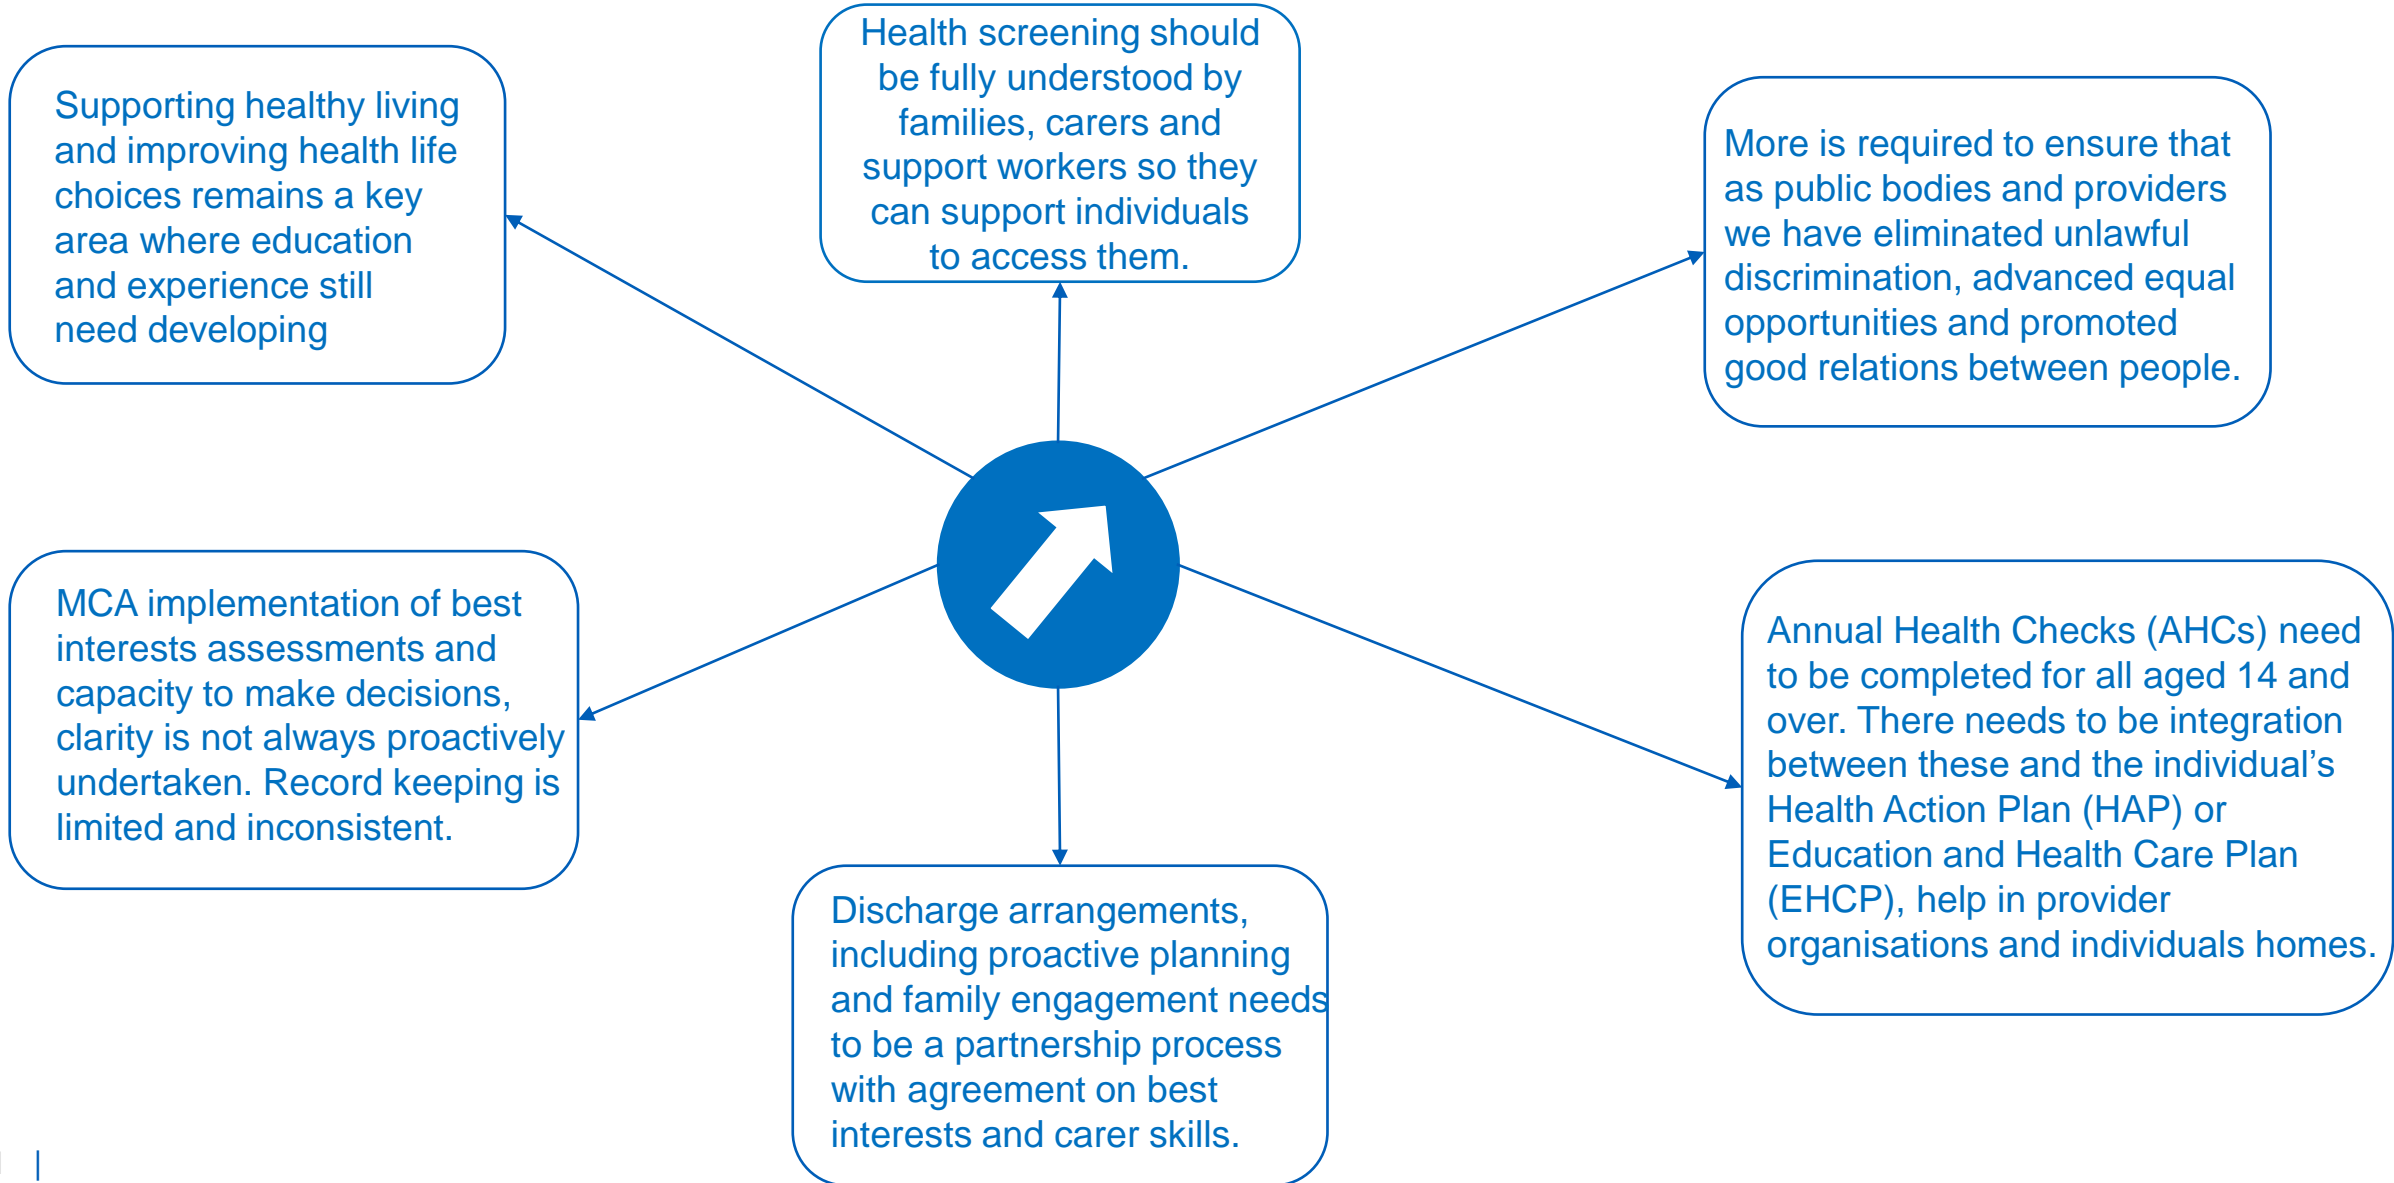 Health screening should
be fully understood by
families, carers and
support workers so they
can support individuals
to access them.
Supporting healthy living
and improving health life
choices remains a key
area where education
and experience still
need developing
More is required to ensure that
as public bodies and providers
we have eliminated unlawful
discrimination, advanced equal
opportunities and promoted
good relations between people.
MCA implementation of best
interests assessments and
capacity to make decisions,
clarity is not always proactively
undertaken. Record keeping is
limited and inconsistent.
Annual Health Checks (AHCs) need
to be completed for all aged 14 and
over. There needs to be integration
between these and the individual’s
Health Action Plan (HAP) or
Education and Health Care Plan
(EHCP), help in provider
organisations and individuals homes.
Discharge arrangements,
including proactive planning
and family engagement needs
to be a partnership process
with agreement on best
interests and carer skills.
|